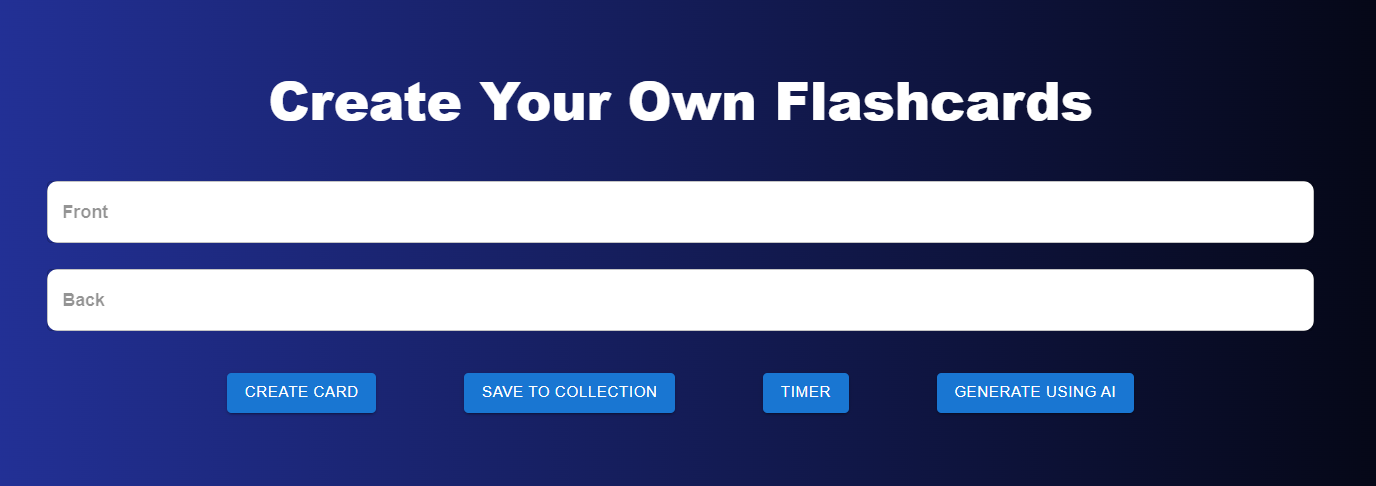 Create Your Own Flashcards
Front
Back
CREATE CARD SAVE TO COLLECTION TIMER GENERATE USING AI